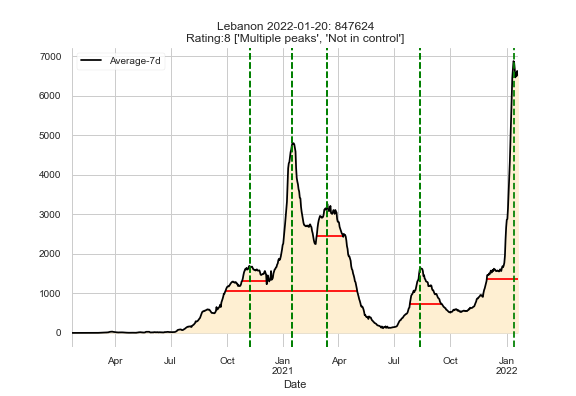 Lebanon 2022-01-20: 847624
Rating:8 ['Multiple peaks', 'Not in control']
Average-7d
7000
6000
5000
4000
3000
2000
1000
0
Apr Jul Oct Jan Apr Jul Oct Jan
2021 2022
Date